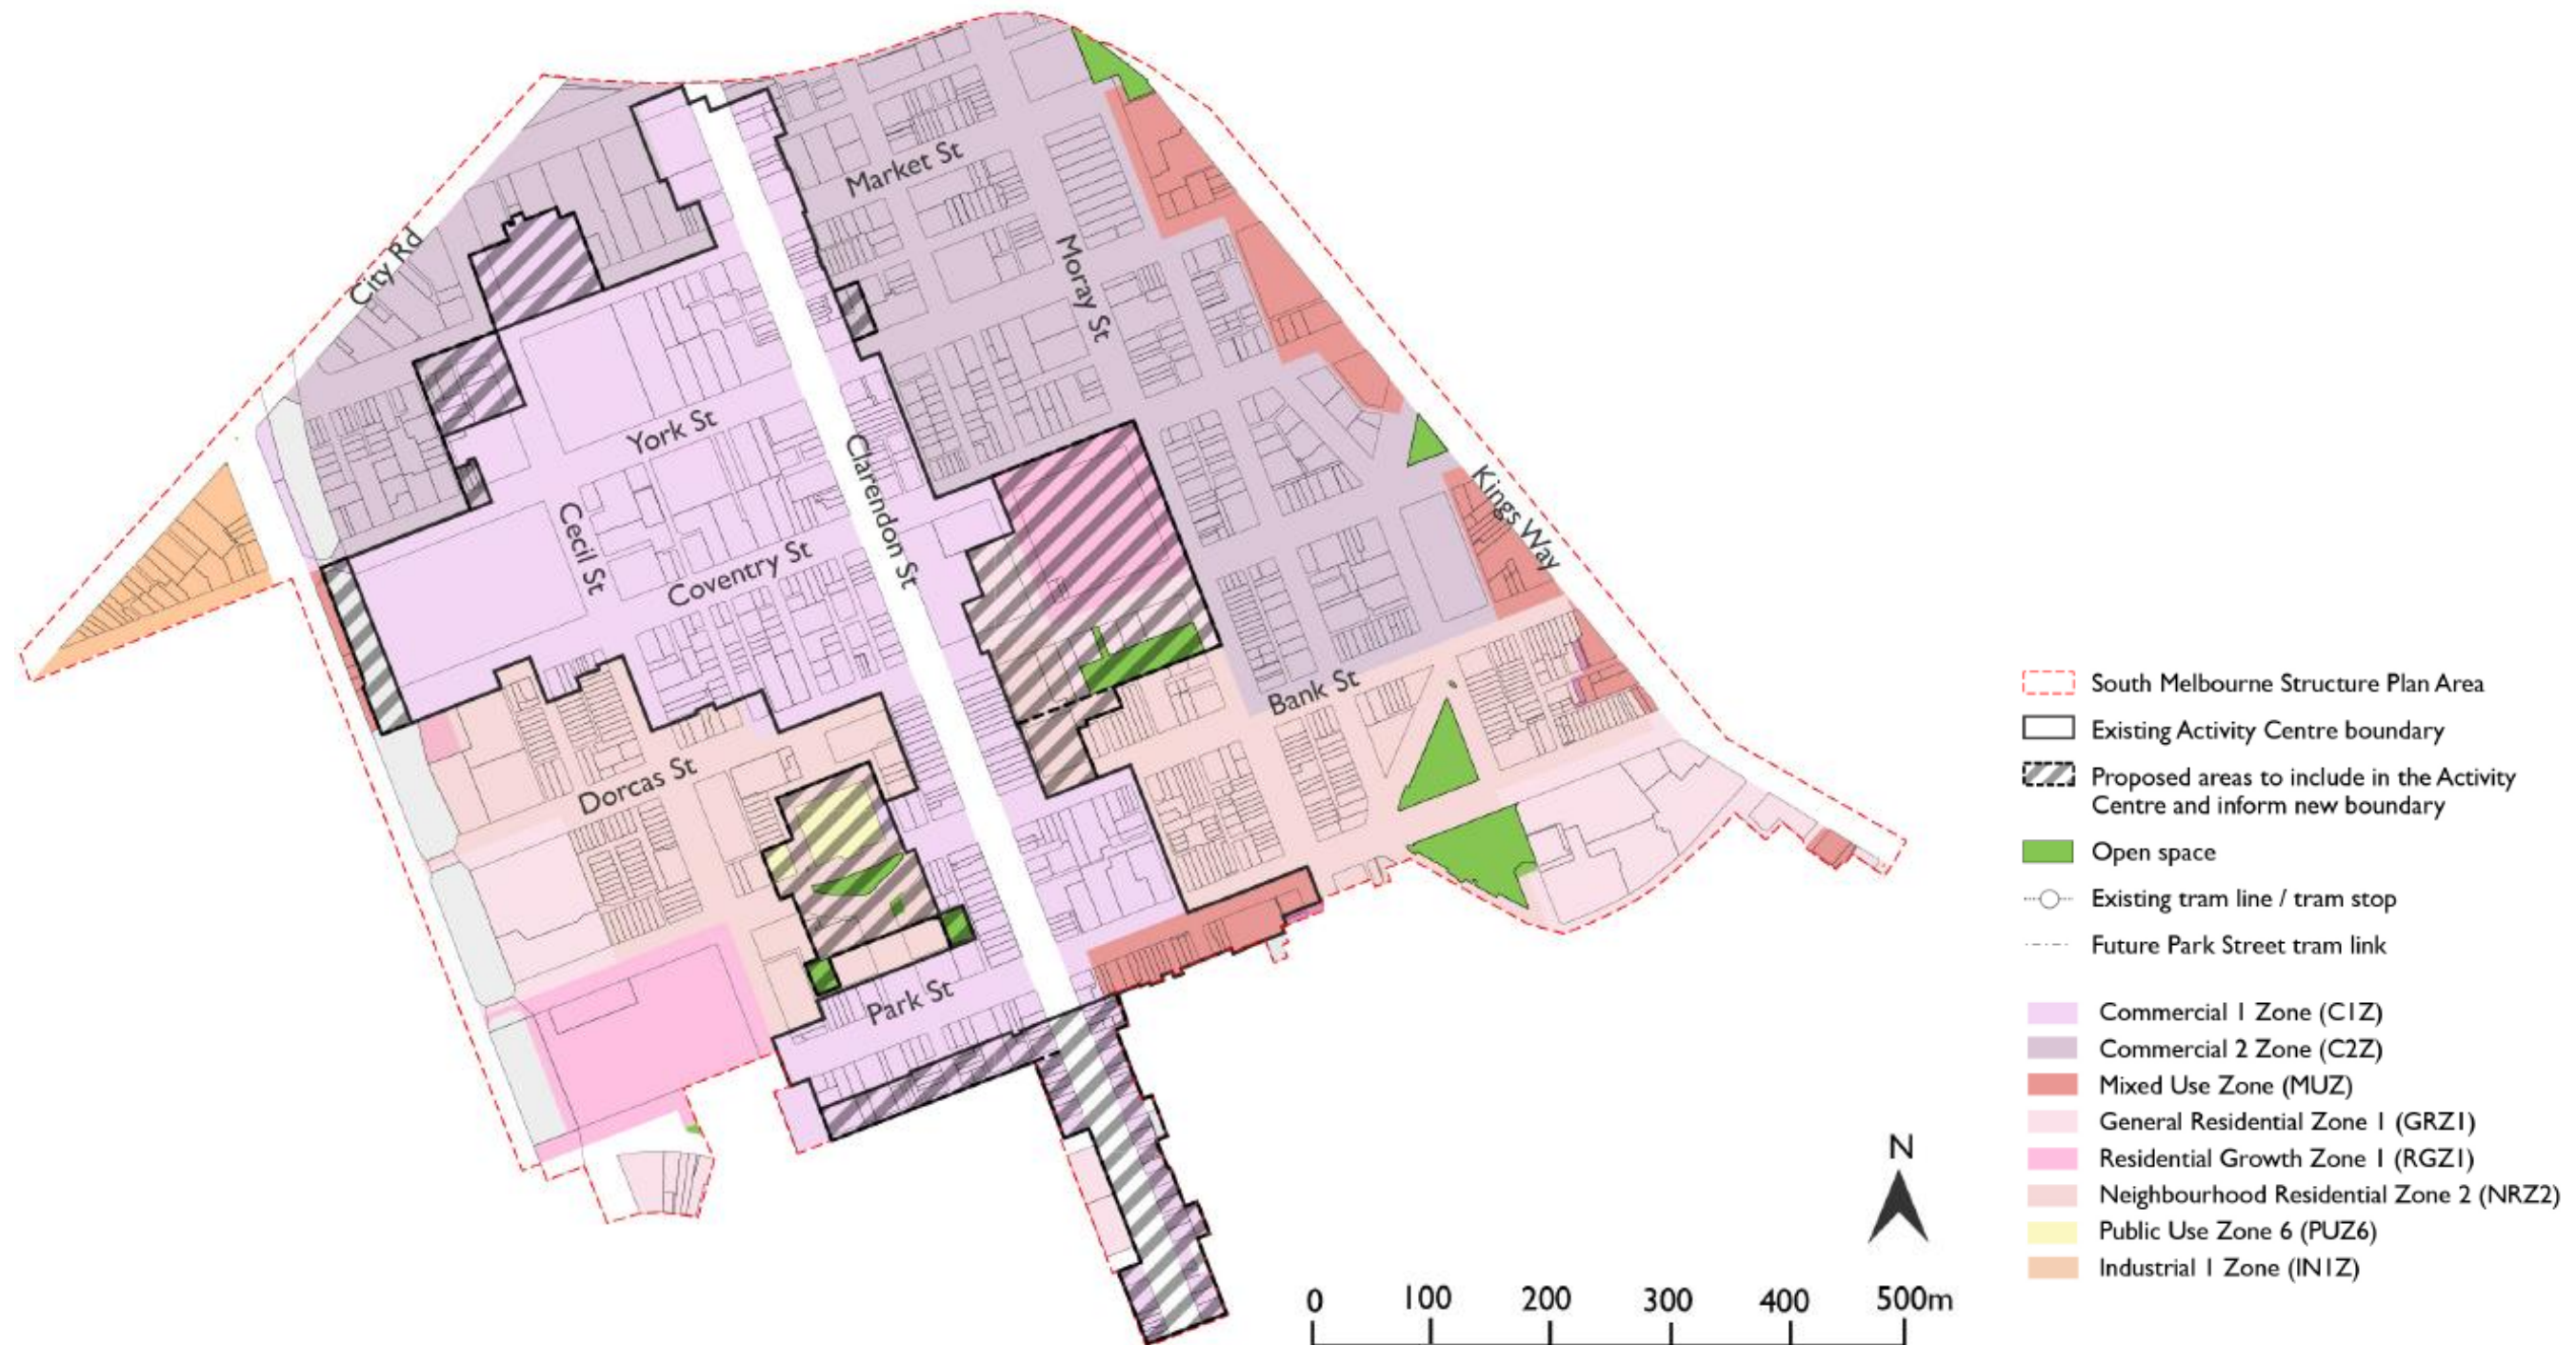 Market St
City Rd
Moray St
York St
Clarendon St
Kings Way
Cecil St
Coventry St
Bank St
Dorcas St
Park St
South Melbourne Structure Plan Area
Existing Activity Centre boundary
Proposed areas to include in the Activity
Centre and inform new boundary
Open space
Existing tram line / tram stop
Future Park Street tram link
Commercial 1 Zone (C1Z)
Commercial 2 Zone (C2Z)
Mixed Use Zone (MUZ)
General Residential Zone 1 (GRZ1)
Residential Growth Zone 1 (RGZ1)
Neighbourhood Residential Zone 2 (NRZ2)
Public Use Zone 6 (PUZ6)
Industrial 1 Zone (IN1Z)
N
0 100 200 300 400 500m